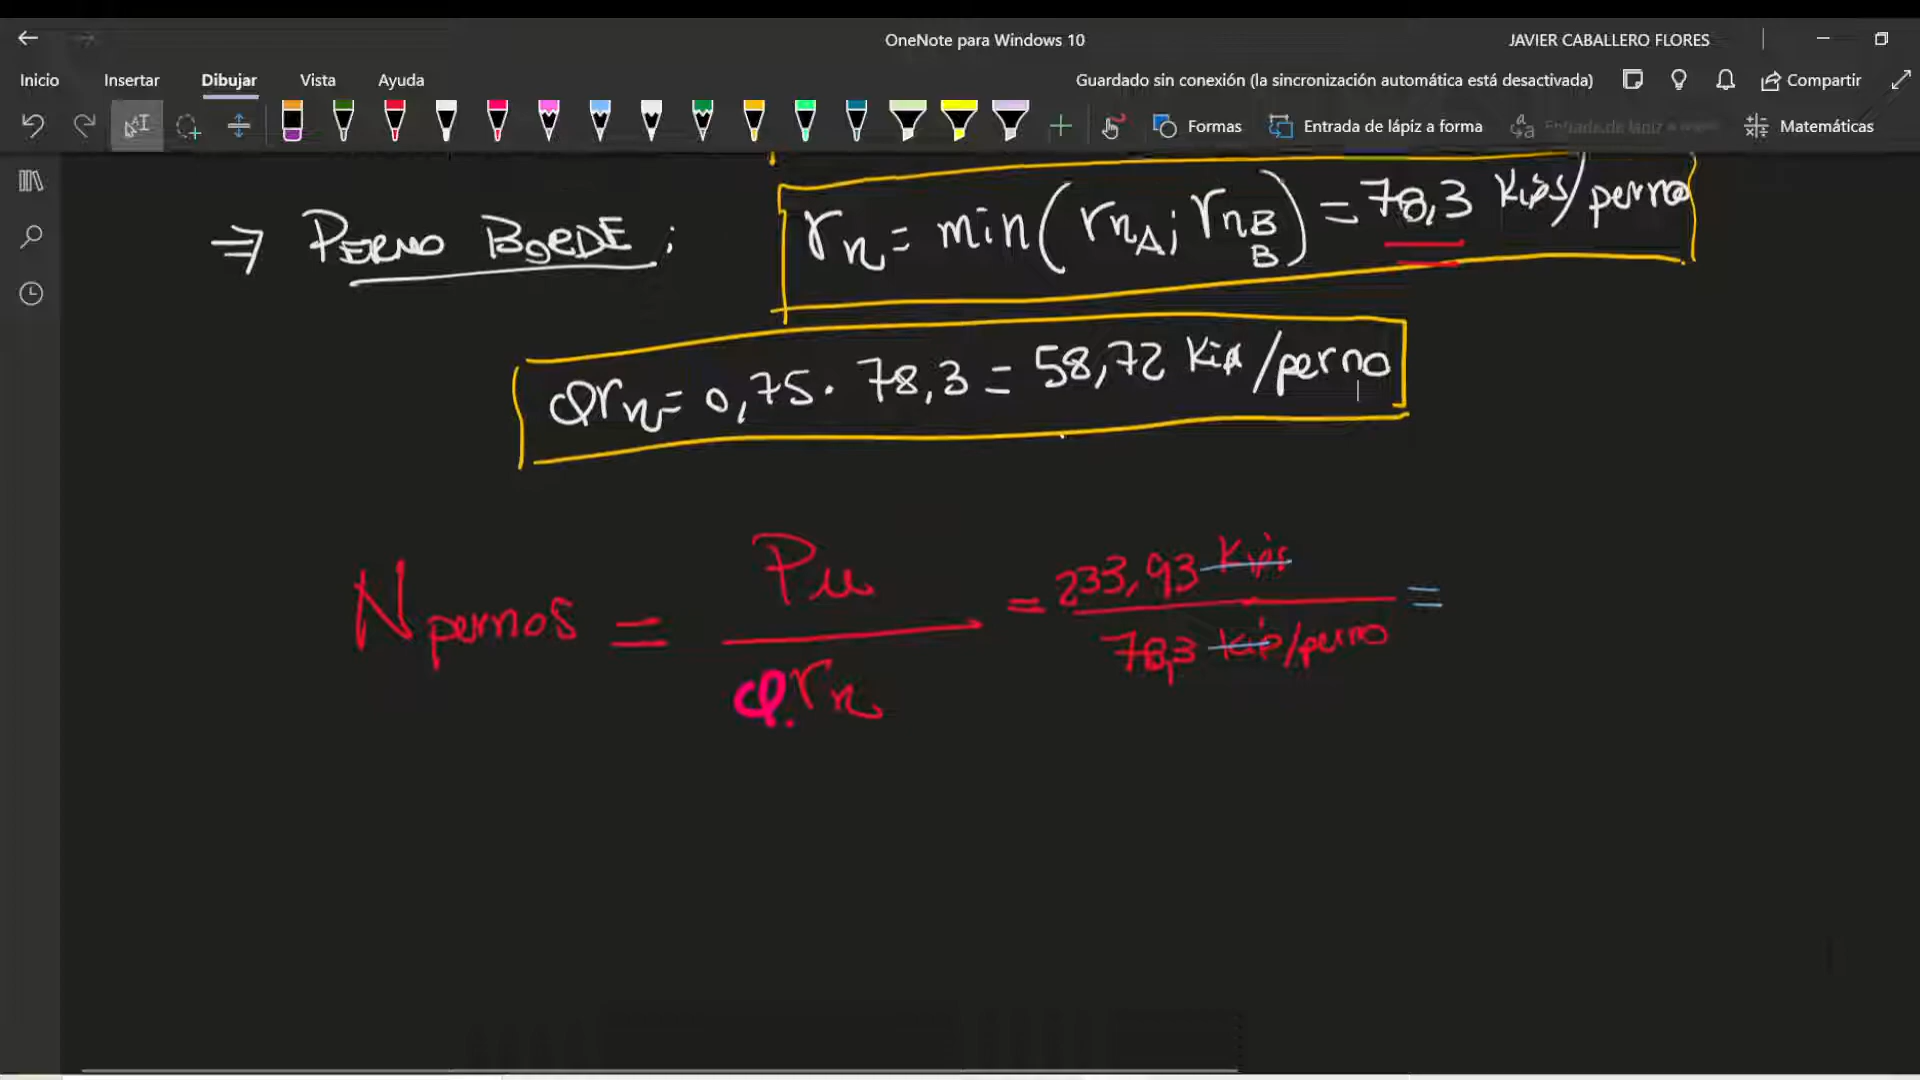 OneNote para Windows 10
JAVIER CABALLERO FLORES
Inicio Insertar Dibujar Vista Ayuda
Guardado sin conexión (la sincronización automática está desactivada)
Compartir
Formas
Entrada de lápiz a forma
Matemáticas
⇒ PERNO BORDE:
rn = min(rnA; rnB B) = 78,3 Kips/perno
φrn = 0,75 · 78,3 = 58,72 Kip/perno
N pernos = Pu / φ.rn = 233,93 Kips / 78,3 Kip/perno =